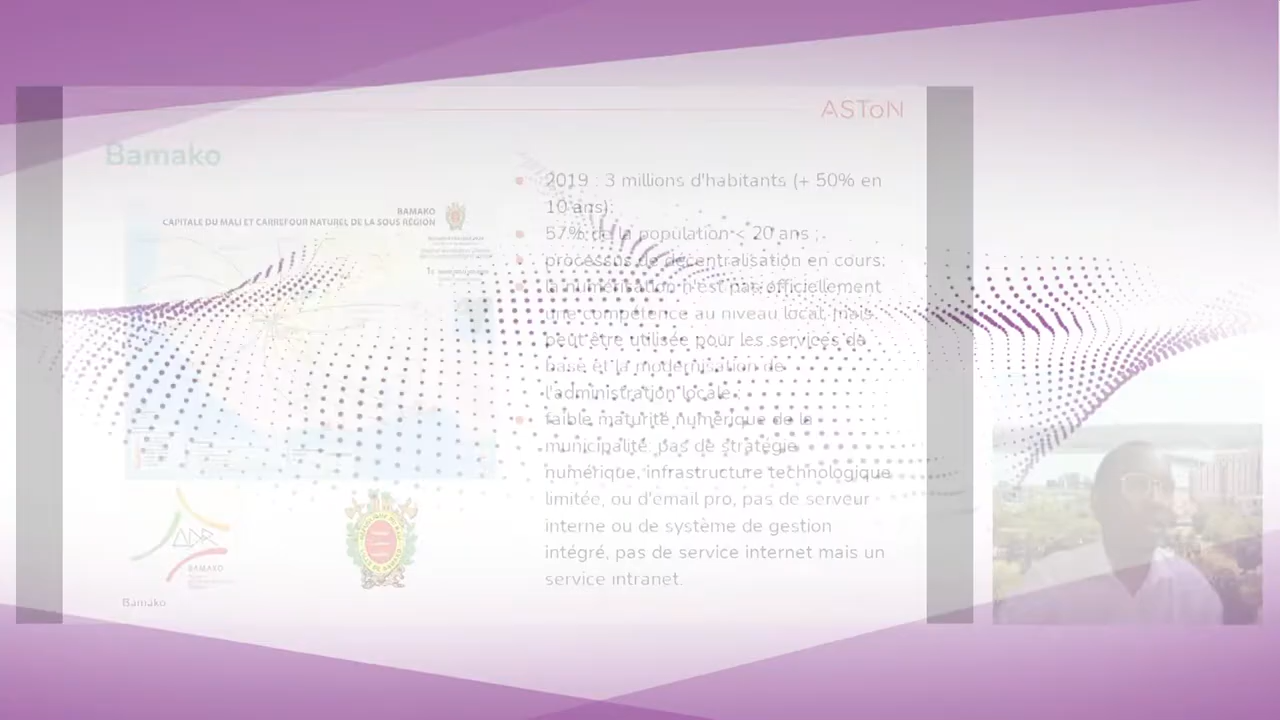 ASToN
Bamako
BAMAKO
CAPITALE DU MALI ET CARREFOUR NATUREL DE LA SOUS RÉGION
2019 : 3 millions d'habitants (+ 50% en
10 ans);
57% de la population < 20 ans ;
processus de décentralisation en cours;
la numérisation n'est pas officiellement
une compétence au niveau local, mais
peut être utilisée pour les services de
base et la modernisation de
l'administration locale ;
faible maturité numérique de la
municipalité: pas de stratégie
numérique, infrastructure technologique
limitée, ou d'email pro, pas de serveur
interne ou de système de gestion
intégré, pas de service internet mais un
service intranet.
ADR
BAMAKO
Bamako